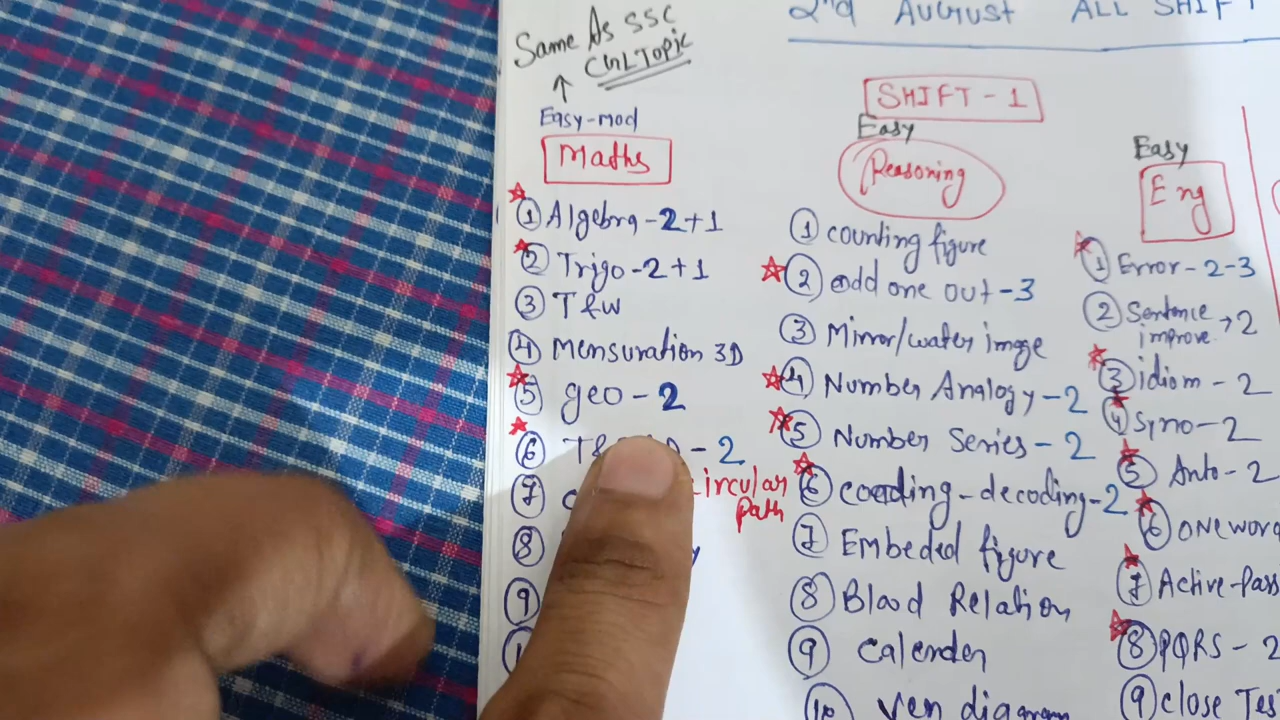 2nd AUGUST ALL SHIFT
Same As SSC
CGL TOPIC
Easy-mod
Maths
① Algebra-2+1
② Trigo-2+1
③ T&W
④ Mensuration 3D
⑤ geo-2
⑥ - 2
⑦ circular
path
⑧
⑨
SHIFT-1
Easy
Reasoning
① counting figure
② odd one out-3
③ Mirror/water image
④ Number Analogy-2
⑤ Number Series-2
⑥ coading-decoding-2
⑦ Embeded figure
⑧ Blood Relation
⑨ calender
⑩ Ven diagram
Easy
Eng
① Error-2-3
② Sentence
improve → 2
③ idiom-2
④ Syno-2
⑤ Anto-2
⑥ one word
⑦ Active-Pass
⑧ PQRS-2
⑨ close Tes